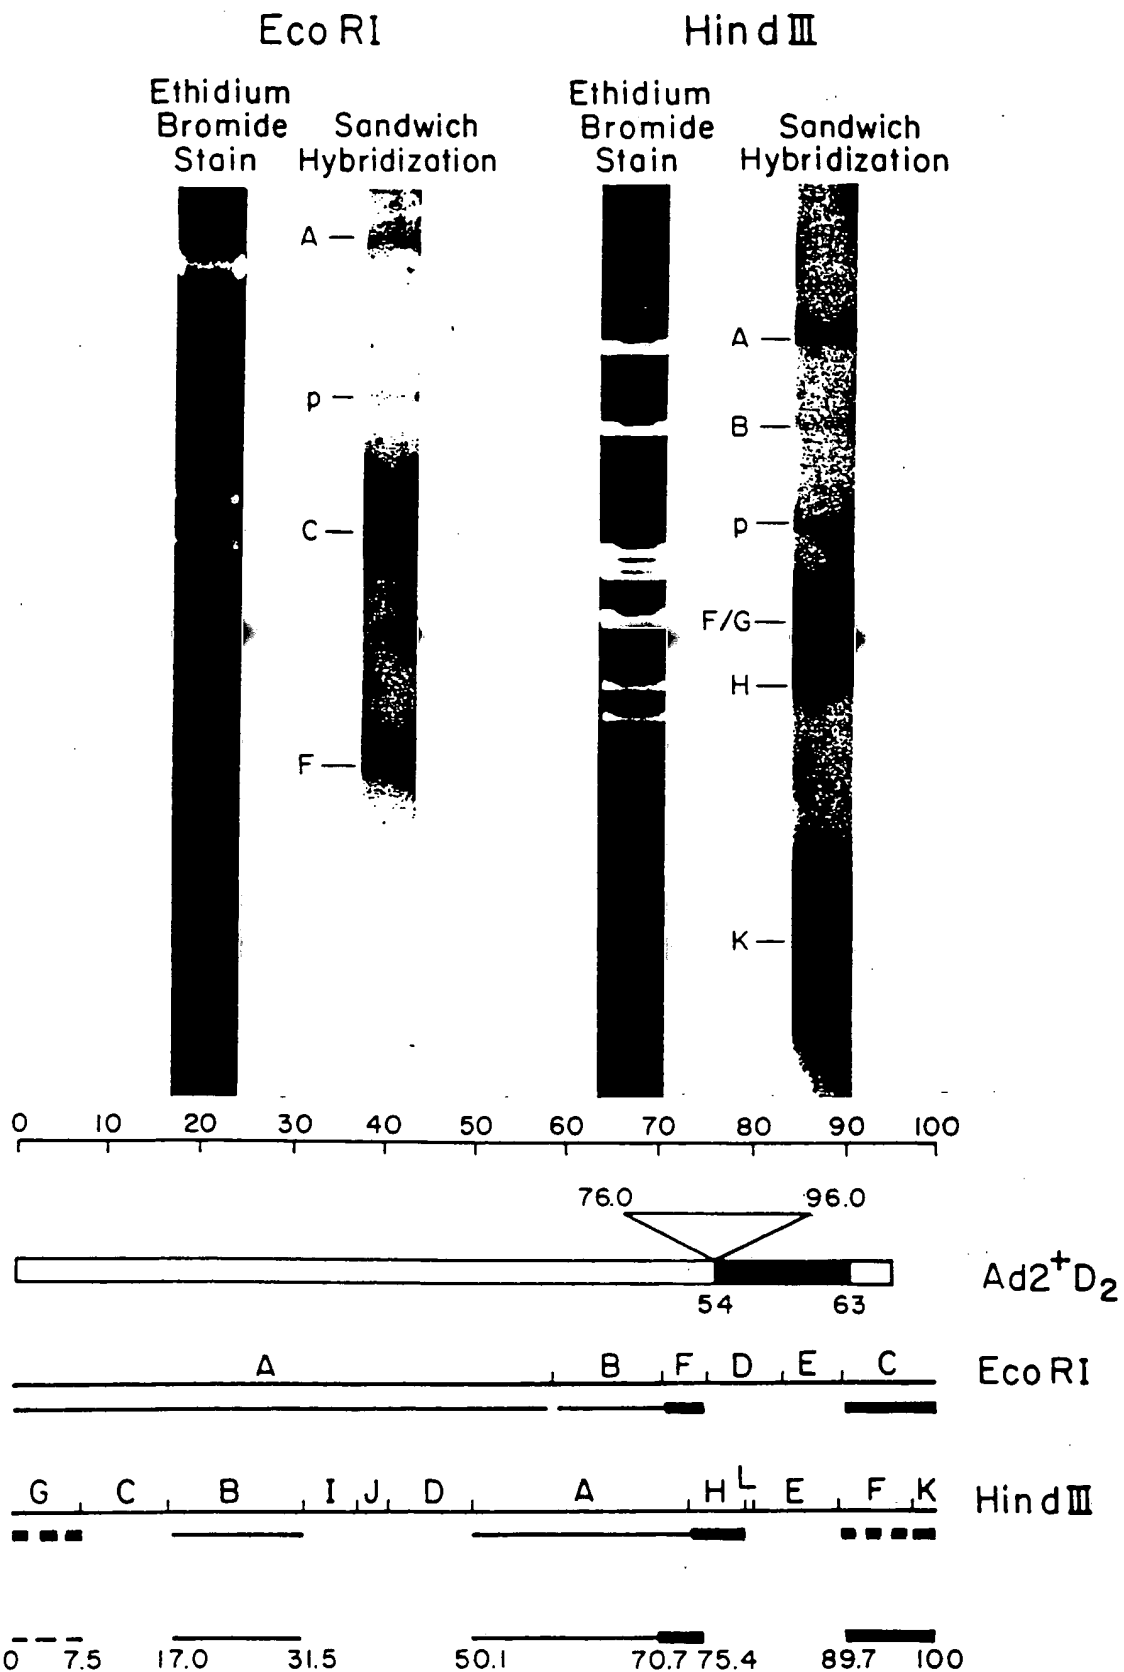 Eco RI Hind III
Ethidium Bromide Stain
Sandwich Hybridization
Ethidium Bromide Stain
Sandwich Hybridization
A
p
C
F
A
B
p
F/G
H
K
0 10 20 30 40 50 60 70 80 90 100
76.0 96.0
54 63
Ad2+D2
A B F D E C Eco RI
G C B I J D A H L E F K Hind III
0 7.5 17.0 31.5 50.1 70.7 75.4 89.7 100